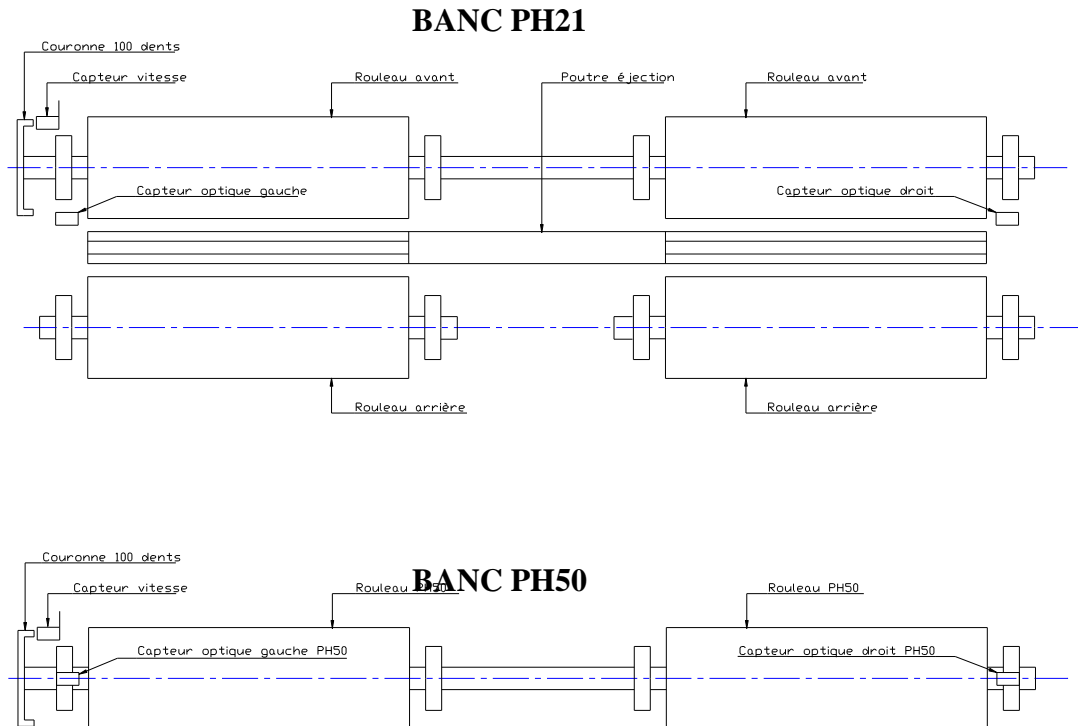 BANC PH21
Couronne 100 dents
Capteur vitesse
Rouleau avant
Poutre éjection
Rouleau avant
Capteur optique gauche
Capteur optique droit
Rouleau arrière
Rouleau arrière
Couronne 100 dents
BANC PH50
Capteur vitesse
Rouleau PH50
Rouleau PH50
Capteur optique gauche PH50
Capteur optique droit PH50